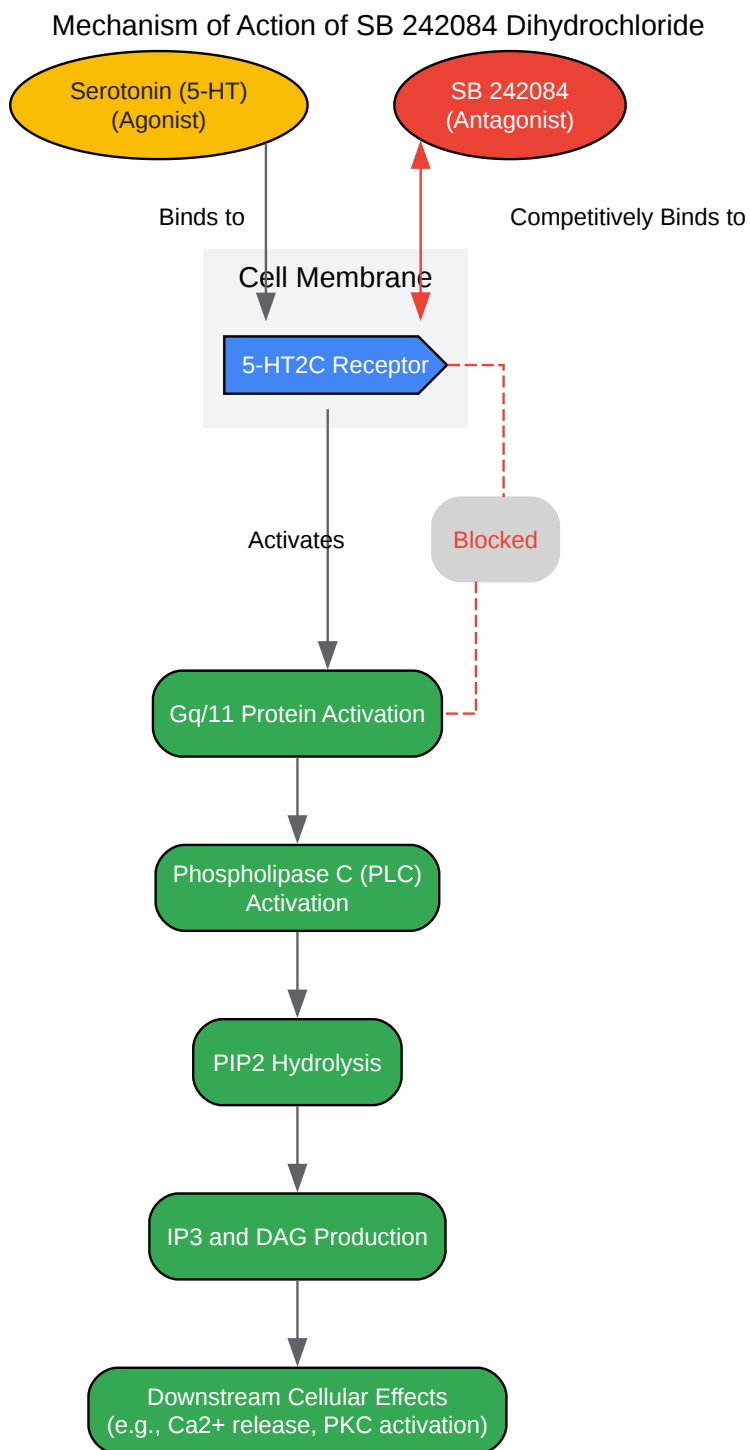 Mechanism of Action of SB 242084 Dihydrochloride
Serotonin (5-HT)
(Agonist)
SB 242084
(Antagonist)
Binds to
Competitively Binds to
Cell Membrane
5-HT2C Receptor
Activates
Blocked
Gq/11 Protein Activation
Phospholipase C (PLC)
Activation
PIP2 Hydrolysis
IP3 and DAG Production
Downstream Cellular Effects
(e.g., Ca2+ release, PKC activation)